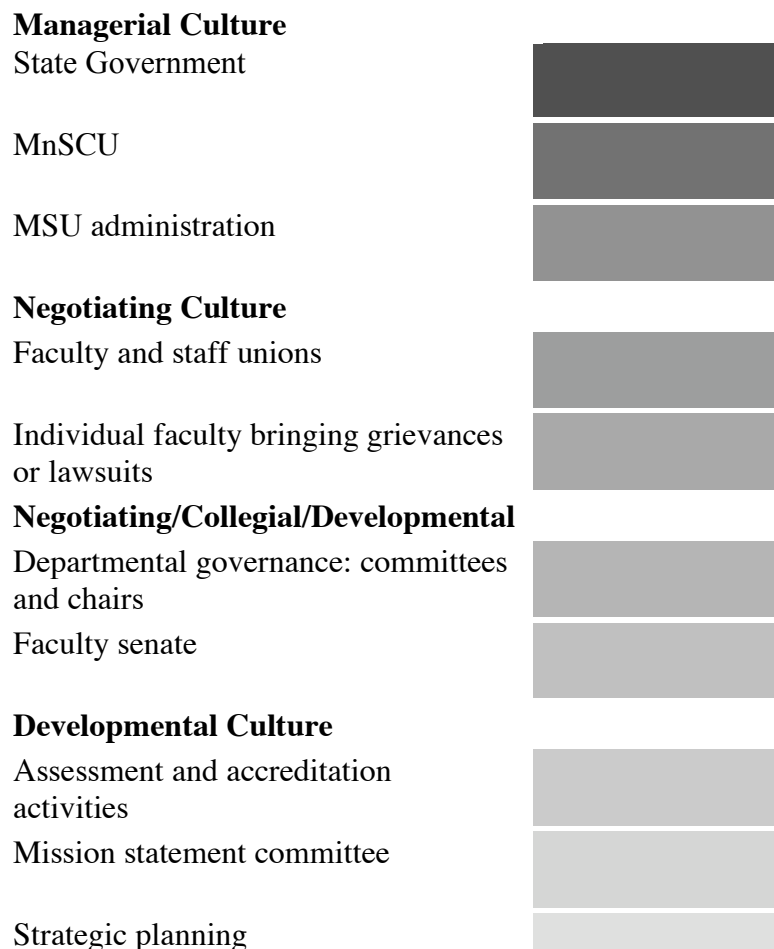 Managerial Culture
State Government
MnSCU
MSU administration
Negotiating Culture
Faculty and staff unions
Individual faculty bringing grievances
or lawsuits
Negotiating/Collegial/Developmental
Departmental governance: committees
and chairs
Faculty senate
Developmental Culture
Assessment and accreditation
activities
Mission statement committee
Strategic planning